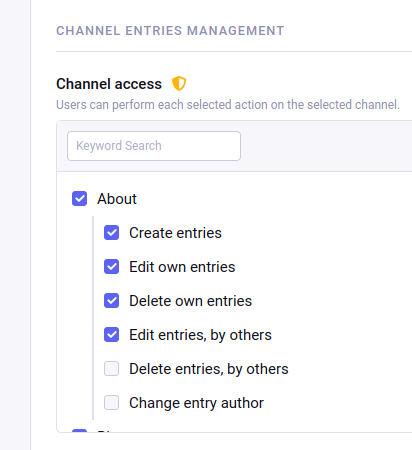 CHANNEL ENTRIES MANAGEMENT
Channel access
Users can perform each selected action on the selected channel.
Keyword Search
About
Create entries
Edit own entries
Delete own entries
Edit entries, by others
Delete entries, by others
Change entry author